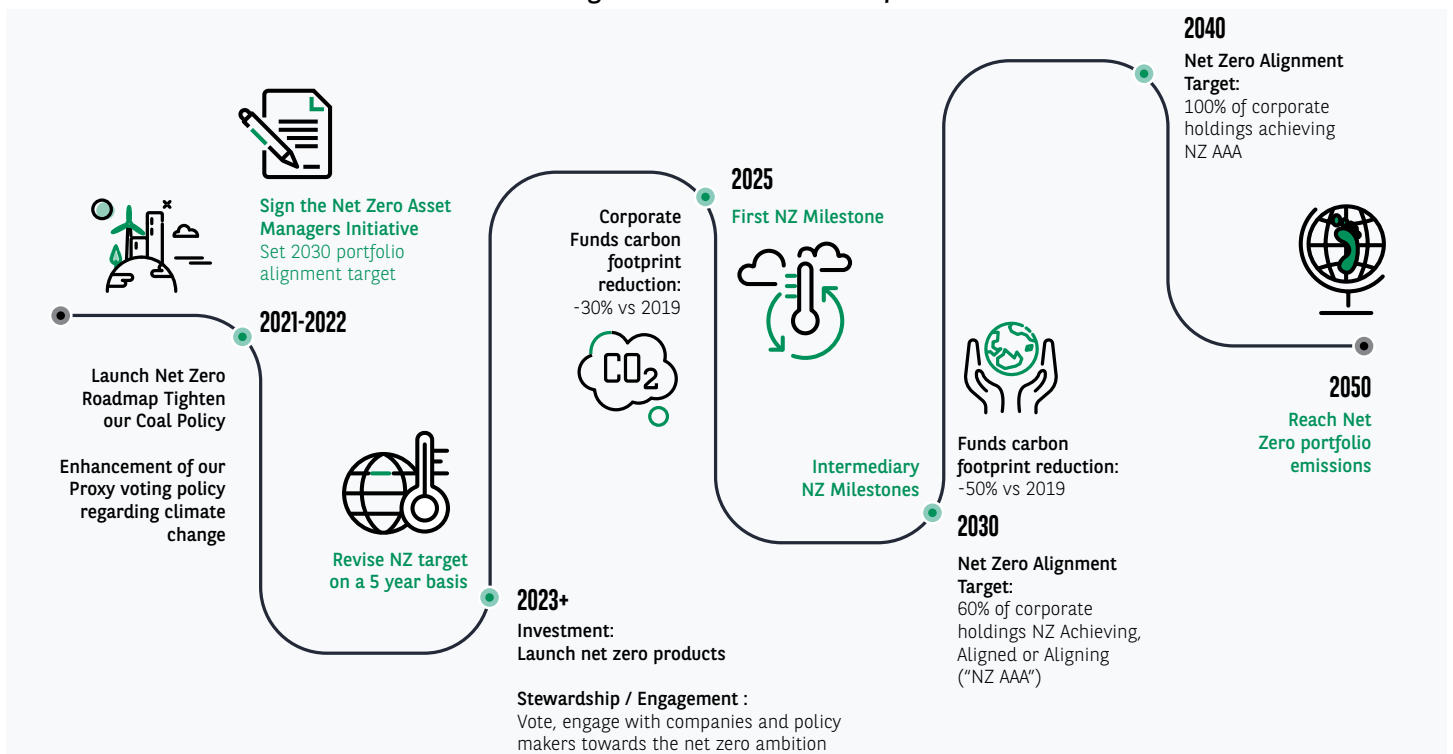 Sign the Net Zero Asset
Managers Initiative
Set 2030 portfolio
alignment target
2021-2022
Launch Net Zero
Roadmap Tighten
our Coal Policy
Enhancement of our
Proxy voting policy
regarding climate
change
Revise NZ target
on a 5 year basis
2023+
Investment:
Launch net zero products
Stewardship / Engagement :
Vote, engage with companies and policy
makers towards the net zero ambition
Corporate
Funds carbon
footprint
reduction:
-30% vs 2019
CO2
2025
First NZ Milestone
Intermediary
NZ Milestones
Funds carbon
footprint reduction:
-50% vs 2019
2030
Net Zero Alignment
Target:
60% of corporate
holdings NZ Achieving,
Aligned or Aligning
(“NZ AAA”)
2040
Net Zero Alignment
Target:
100% of corporate
holdings achieving
NZ AAA
2050
Reach Net
Zero portfolio
emissions